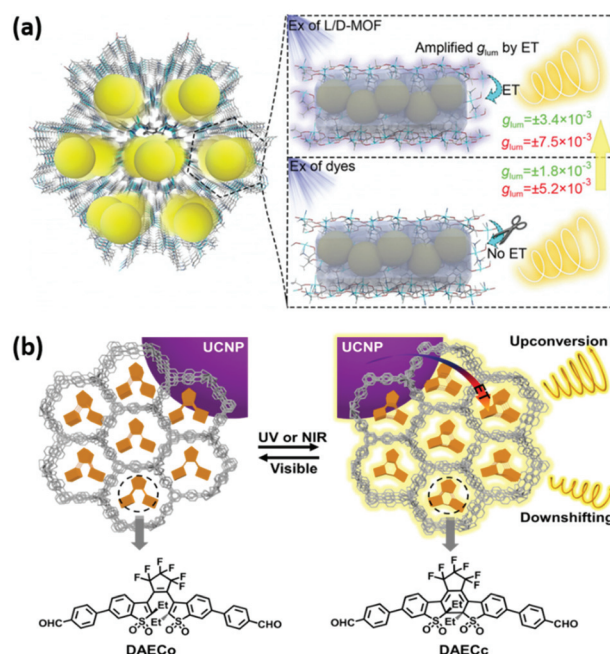 (a)
Ex of L/D-MOF
Amplified glum by ET
ET
glum=±3.4×10-3
glum=±7.5×10-3
Ex of dyes
glum=±1.8×10-3
glum=±5.2×10-3
No ET
(b)
UCNP
UV or NIR
Visible
UCNP
ET
Upconversion
Downshifting
F F
F F
F F
Et
Et
S S
O O O O
OHC
CHO
DAECo
F F
F F
F F
Et
Et
S S
O O O O
OHC
CHO
DAECc